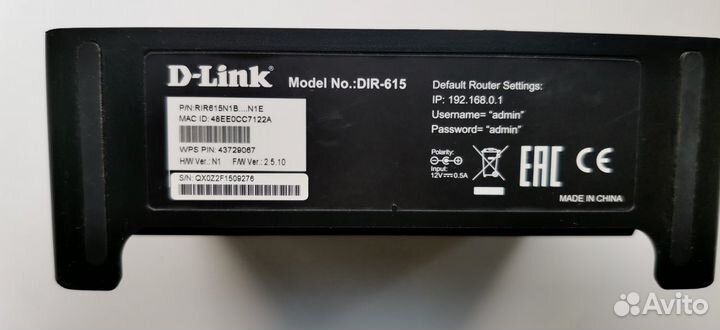 D-Link
Model No.:DIR-615
P/N:RIR615N1B....N1E
MAC ID: 48EE0CC7122A
WPS PIN: 43729067
H/W Ver.: N1 F/W Ver.: 2.5.10
S/N: QX0Z2F1509276
Default Router Settings:
IP: 192.168.0.1
Username= “admin”
Password= “admin”
Polarity:
Input:
12V⎓0.5A
EAC CE
MADE IN CHINA
Avito